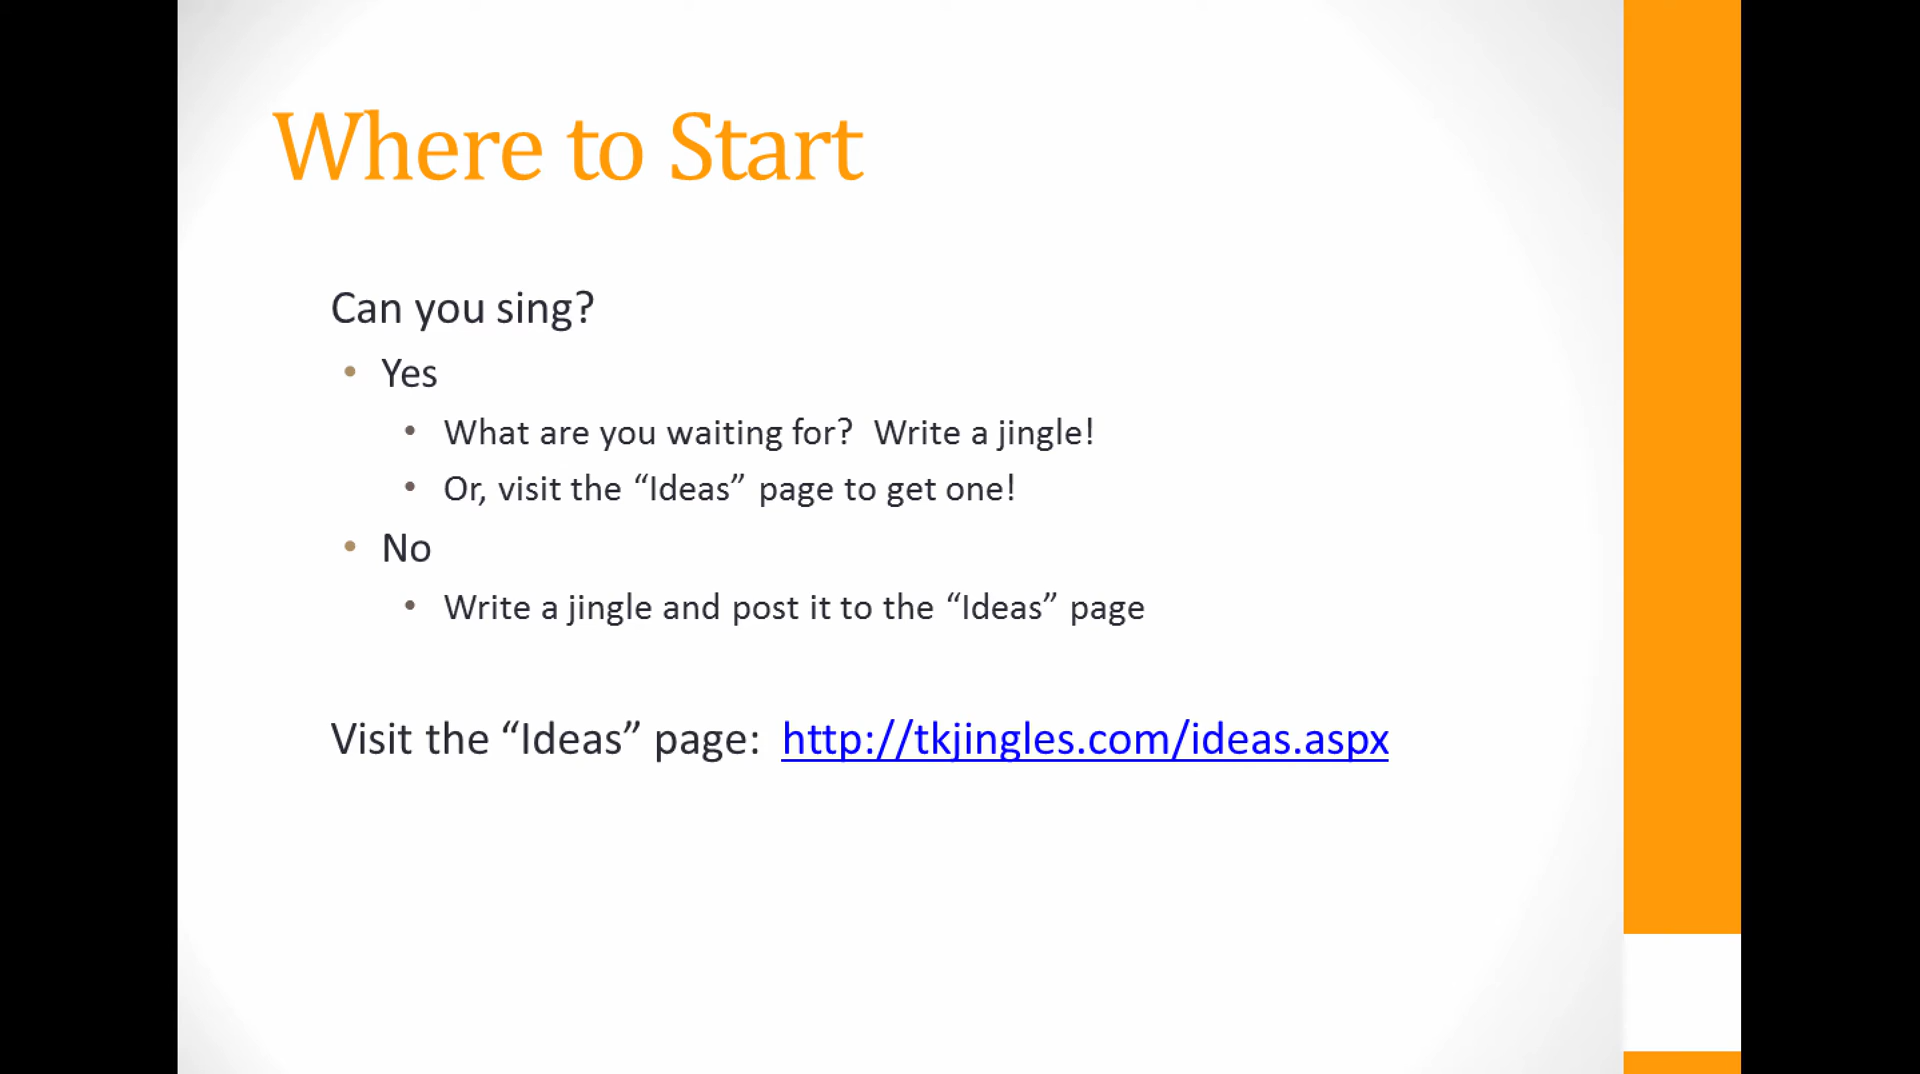 Where to Start
Can you sing?
• Yes
• What are you waiting for?  Write a jingle!
• Or, visit the “Ideas” page to get one!
• No
• Write a jingle and post it to the “Ideas” page
Visit the “Ideas” page:  http://tkjingles.com/ideas.aspx